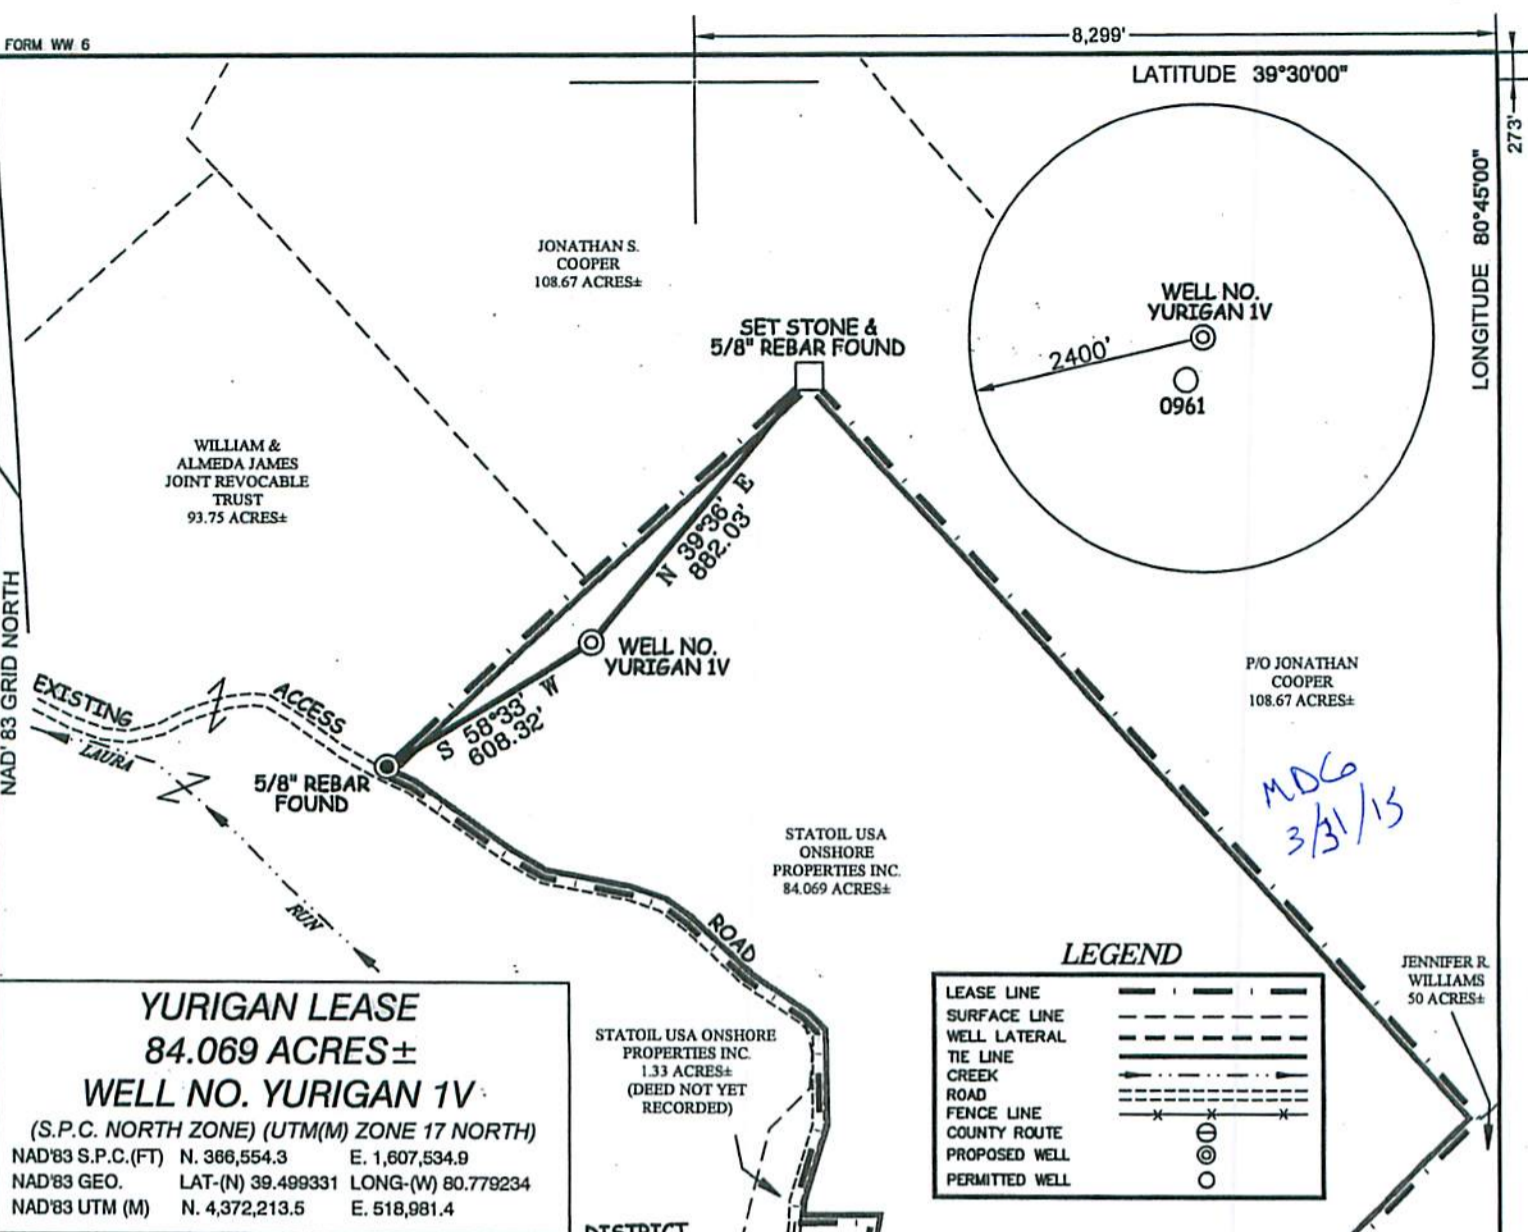 FORM WW 6
8,299'
LATITUDE 39°30'00"
273'
LONGITUDE 80°45'00"
JONATHAN S.
COOPER
108.67 ACRES±
SET STONE &
5/8" REBAR FOUND
WELL NO.
YURIGAN 1V
2400'
0961
WILLIAM &
ALMEDA JAMES
JOINT REVOCABLE
TRUST
93.75 ACRES±
N 39°36' E
882.03'
NAD'83 GRID NORTH
WELL NO.
YURIGAN 1V
S 58°33' W
608.32'
P/O JONATHAN
COOPER
108.67 ACRES±
EXISTING
ACCESS
LAURA
5/8" REBAR
FOUND
MDG
3/31/15
STATOIL USA
ONSHORE
PROPERTIES INC.
84.069 ACRES±
RUN
ROAD
YURIGAN LEASE
84.069 ACRES±
WELL NO. YURIGAN 1V
(S.P.C. NORTH ZONE) (UTM(M) ZONE 17 NORTH)
NAD'83 S.P.C.(FT) N. 366,554.3 E. 1,607,534.9
NAD'83 GEO. LAT-(N) 39.499331 LONG-(W) 80.779234
NAD'83 UTM (M) N. 4,372,213.5 E. 518,981.4
STATOIL USA ONSHORE
PROPERTIES INC.
1.33 ACRES±
(DEED NOT YET
RECORDED)
LEGEND
LEASE LINE
SURFACE LINE
WELL LATERAL
TIE LINE
CREEK
ROAD
FENCE LINE
COUNTY ROUTE
PROPOSED WELL
PERMITTED WELL
JENNIFER R.
WILLIAMS
50 ACRES±
DISTRICT